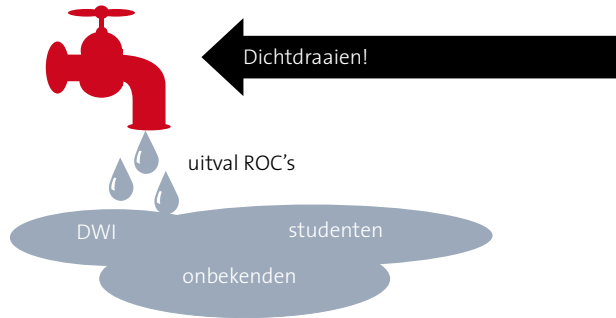 Dichtdraaien!
uitval ROC's
DWI
studenten
onbekenden